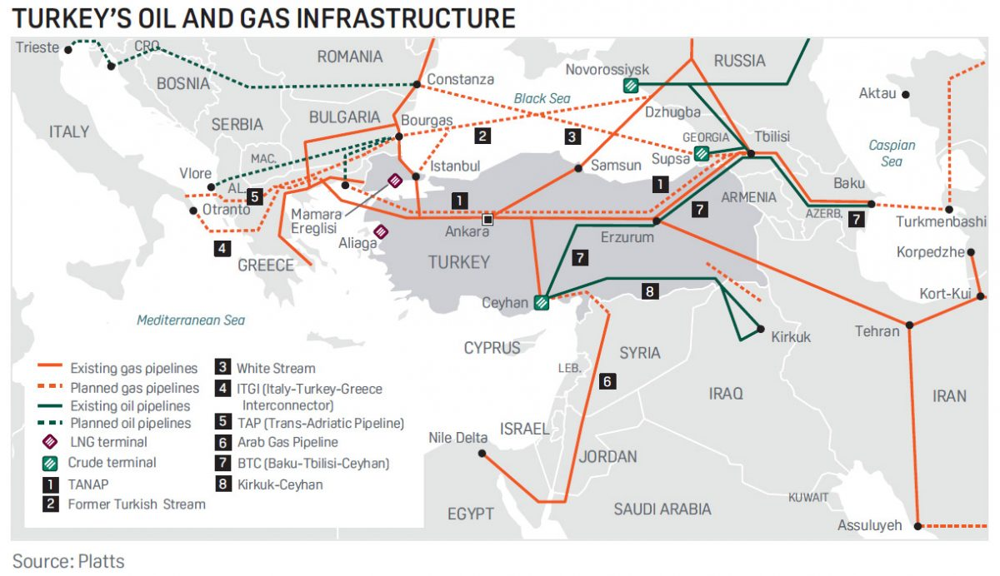 TURKEY'S OIL AND GAS INFRASTRUCTURE
Trieste
CRO.
ROMANIA
RUSSIA
Novorossiysk
BOSNIA
Constanza
Black Sea
Aktau
Dzhugba
ITALY
SERBIA
BULGARIA
Bourgas
2
3
GEORGIA
Tbilisi
Caspian
Sea
MAC.
Supsa
Vlore
Istanbul
Samsun
1
Baku
AL.
5
1
ARMENIA
Otranto
Mamara
Ereglisi
7
AZERB.
7
Turkmenbashi
Ankara
Erzurum
Aliaga
4
GREECE
TURKEY
7
Korpedzhe
8
Kort-Kui
Ceyhan
Mediterranean Sea
Tehran
Kirkuk
CYPRUS
SYRIA
LEB.
6
IRAQ
IRAN
ISRAEL
Nile Delta
JORDAN
EGYPT
SAUDI ARABIA
KUWAIT
Assuluyeh
Existing gas pipelines
Planned gas pipelines
Existing oil pipelines
Planned oil pipelines
LNG terminal
Crude terminal
1 TANAP
2 Former Turkish Stream
3 White Stream
4 ITGI (Italy-Turkey-Greece
Interconnector)
5 TAP (Trans-Adriatic Pipeline)
6 Arab Gas Pipeline
7 BTC (Baku-Tbilisi-Ceyhan)
8 Kirkuk-Ceyhan
Source: Platts